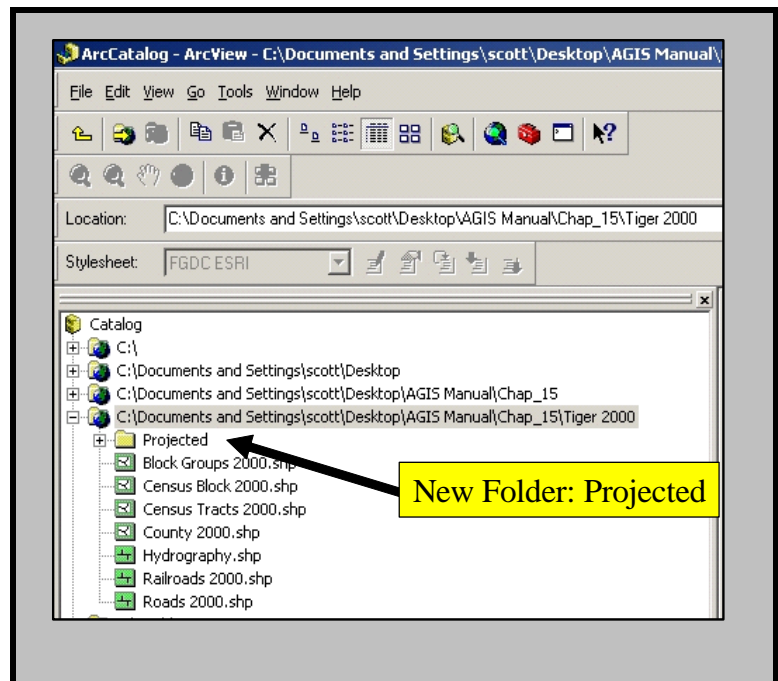 ArcCatalog - ArcView - C:\Documents and Settings\scott\Desktop\AGIS Manual\
File Edit View Go Tools Window Help
Location: C:\Documents and Settings\scott\Desktop\AGIS Manual\Chap_15\Tiger 2000
Stylesheet: FGDC ESRI
Catalog
C:\
C:\Documents and Settings\scott\Desktop
C:\Documents and Settings\scott\Desktop\AGIS Manual\Chap_15
C:\Documents and Settings\scott\Desktop\AGIS Manual\Chap_15\Tiger 2000
Projected
Block Groups 2000.shp
Census Block 2000.shp
New Folder: Projected
Census Tracts 2000.shp
County 2000.shp
Hydrography.shp
Railroads 2000.shp
Roads 2000.shp